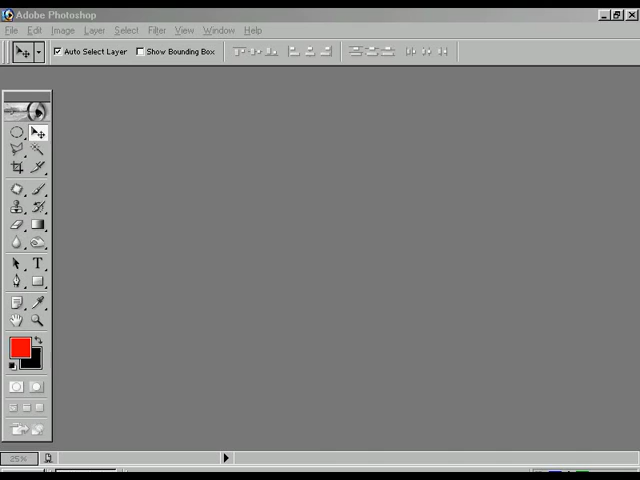 Adobe Photoshop
File Edit Image Layer Select Filter View Window Help
Auto Select Layer Show Bounding Box
T
25%